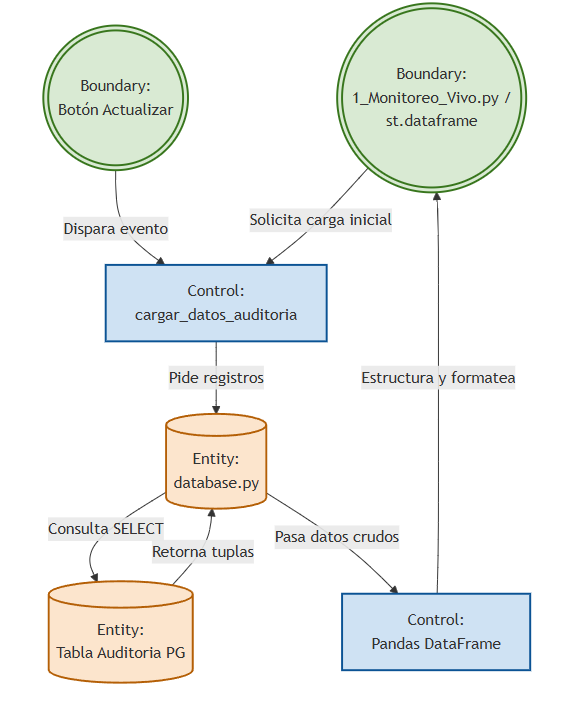 Boundary:
Botón Actualizar
Boundary:
1_Monitoreo_Vivo.py /
st.dataframe
Dispara evento
Solicita carga inicial
Control:
cargar_datos_auditoria
Pide registros
Estructura y formatea
Entity:
database.py
Consulta SELECT
Retorna tuplas
Pasa datos crudos
Entity:
Tabla Auditoria PG
Control:
Pandas DataFrame